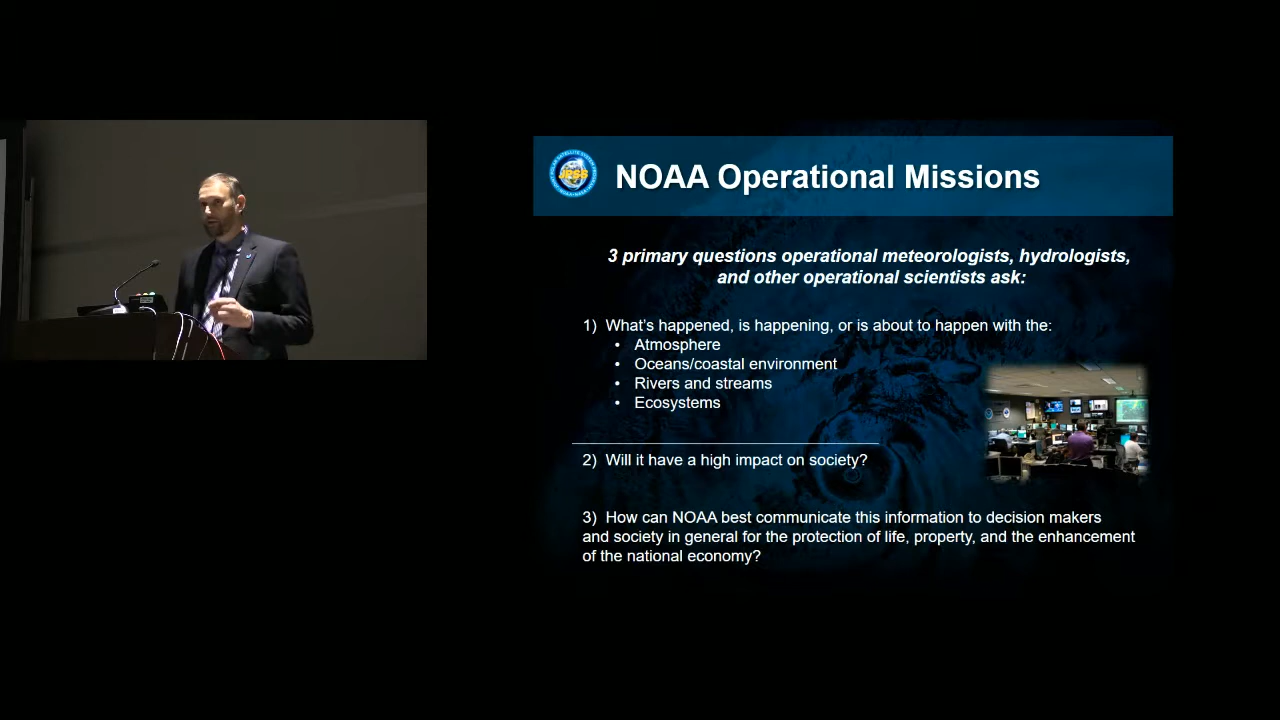 JPSS
NOAA Operational Missions
3 primary questions operational meteorologists, hydrologists,
and other operational scientists ask:
1) What's happened, is happening, or is about to happen with the:
• Atmosphere
• Oceans/coastal environment
• Rivers and streams
• Ecosystems
2) Will it have a high impact on society?
3) How can NOAA best communicate this information to decision makers
and society in general for the protection of life, property, and the enhancement
of the national economy?